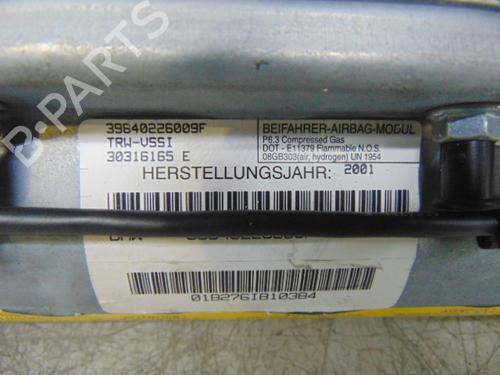 39640226009F
TRW-VSSI
30316165 E
BEIFAHRER-AIRBAG-MODUL
P6.3 Compressed Gas
DOT - E11379 Flammable N.O.S.
08GB303(air, hydrogen) UN 1954
HERSTELLUNGSJAHR: 2001
01B276IB103B4
B-Parts